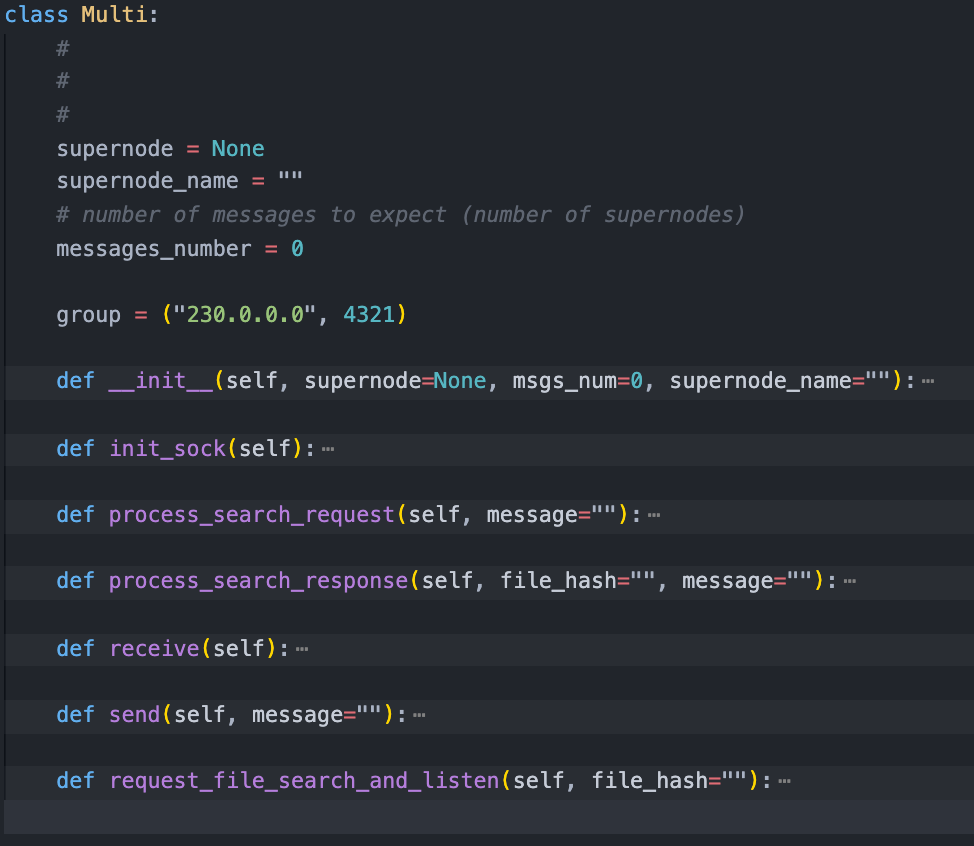 class Multi:
    #
    #
    #
    supernode = None
    supernode_name = ""
    # number of messages to expect (number of supernodes)
    messages_number = 0

    group = ("230.0.0.0", 4321)

    def __init__(self, supernode=None, msgs_num=0, supernode_name=""):⋯

    def init_sock(self):⋯

    def process_search_request(self, message=""):⋯

    def process_search_response(self, file_hash="", message=""):⋯

    def receive(self):⋯

    def send(self, message=""):⋯

    def request_file_search_and_listen(self, file_hash=""):⋯